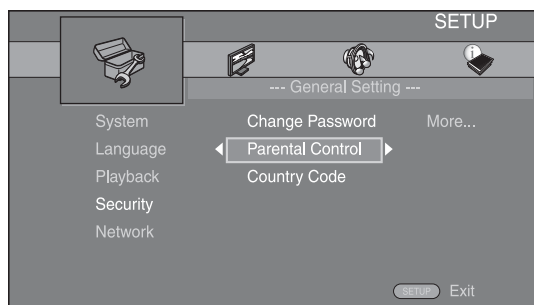 SETUP
--- General Setting ---
System Change Password More...
Language Parental Control
Playback Country Code
Security
Network
SETUP Exit